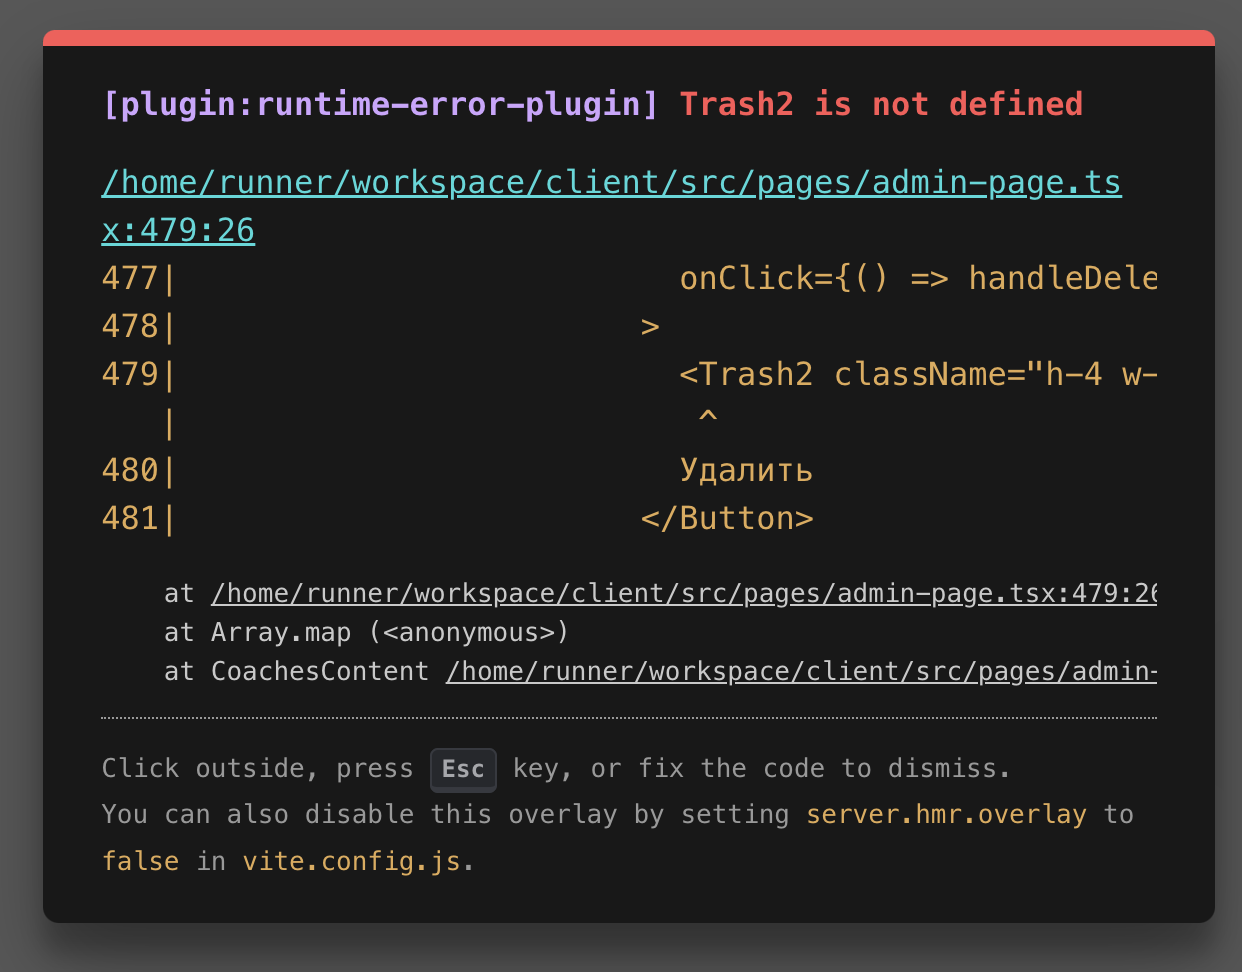 [plugin:runtime-error-plugin] Trash2 is not defined
/home/runner/workspace/client/src/pages/admin-page.ts
x:479:26
477|                          onClick={() => handleDele
478|                        >
479|                          <Trash2 className="h-4 w-
   |                           ^
480|                          Удалить
481|                        </Button>
at /home/runner/workspace/client/src/pages/admin-page.tsx:479:26
at Array.map (<anonymous>)
at CoachesContent /home/runner/workspace/client/src/pages/admin-
Click outside, press Esc key, or fix the code to dismiss.
You can also disable this overlay by setting server.hmr.overlay to
false in vite.config.js.